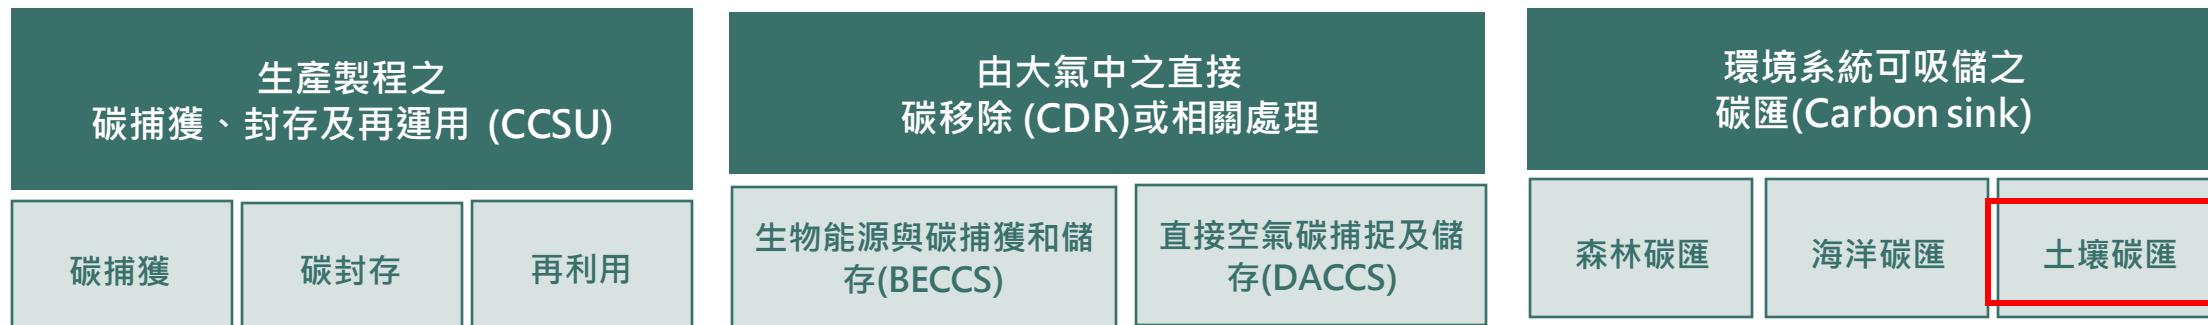 生產製程之
碳捕獲、封存及再運用 (CCSU)
碳捕獲
碳封存
再利用
由大氣中之直接
碳移除 (CDR)或相關處理
生物能源與碳捕獲和儲
存(BECCS)
直接空氣碳捕捉及儲
存(DACCS)
環境系統可吸儲之
碳匯(Carbon sink)
森林碳匯
海洋碳匯
土壤碳匯